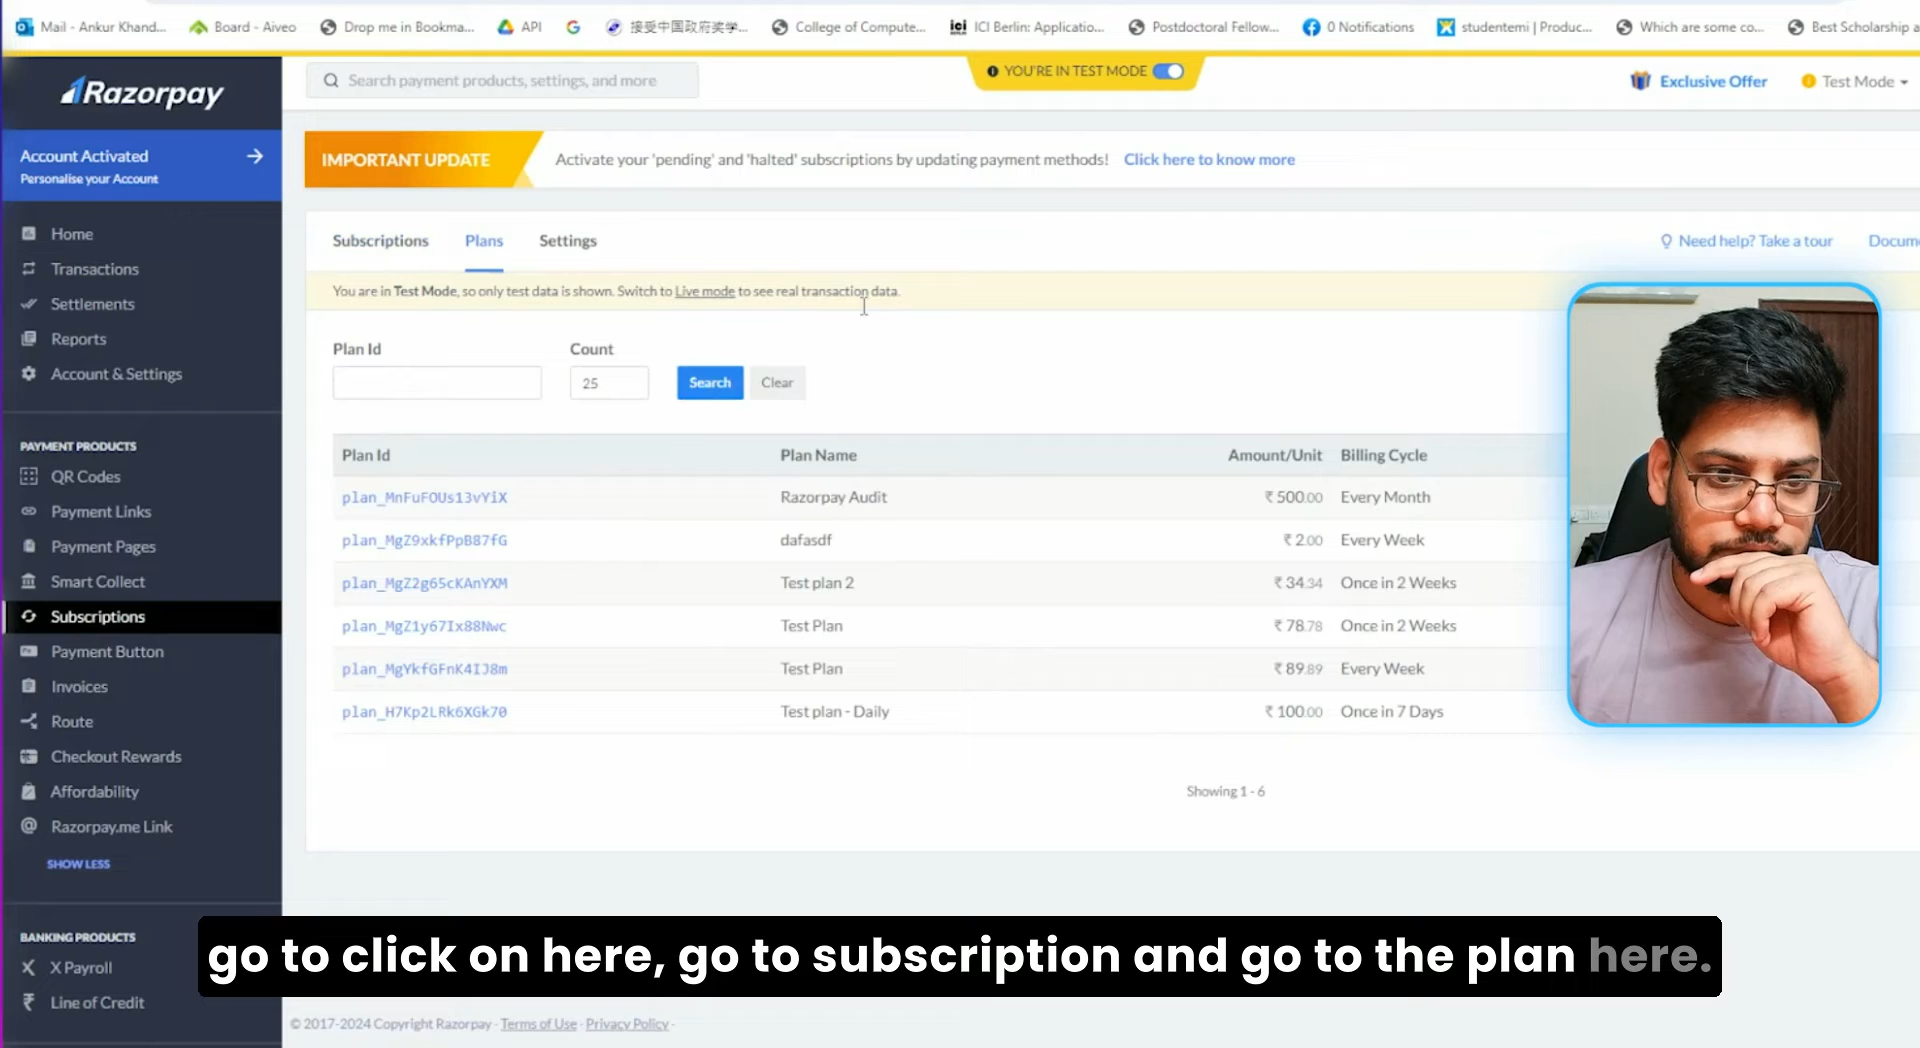 Mail - Ankur Khand...
Board - Aiveo
Drop me in Bookma...
API
接受中国政府奖学...
College of Compute...
ici
ICI Berlin: Applicatio...
Postdoctoral Fellow...
0 Notifications
studentemi | Produc...
Which are some co...
Best Scholarship a
Razorpay
Search payment products, settings, and more
YOU'RE IN TEST MODE
Exclusive Offer
Test Mode
Account Activated
Personalise your Account
IMPORTANT UPDATE
Activate your 'pending' and 'halted' subscriptions by updating payment methods! Click here to know more
Home
Transactions
Settlements
Reports
Account & Settings
PAYMENT PRODUCTS
QR Codes
Payment Links
Payment Pages
Smart Collect
Subscriptions
Payment Button
Invoices
Route
Checkout Rewards
Affordability
Razorpay.me Link
SHOW LESS
BANKING PRODUCTS
X Payroll
Line of Credit
Subscriptions Plans Settings
Need help? Take a tour
Docum
You are in Test Mode, so only test data is shown. Switch to Live mode to see real transaction data.
Plan Id
Count
25
Search
Clear
Plan Id Plan Name Amount/Unit Billing Cycle
plan_MnFuFOUs13vYiX Razorpay Audit ₹ 500.00 Every Month
plan_MgZ9xkfPpB87fG dafasdf ₹ 2.00 Every Week
plan_MgZ2g65cKAnYXM Test plan 2 ₹ 34.34 Once in 2 Weeks
plan_MgZ1y67Ix88Nwc Test Plan ₹ 78.78 Once in 2 Weeks
plan_MgYkfGFnK4IJ8m Test Plan ₹ 89.89 Every Week
plan_H7Kp2LRk6XGk70 Test plan - Daily ₹ 100.00 Once in 7 Days
Showing 1 - 6
go to click on here, go to subscription and go to the plan here.
© 2017-2024 Copyright Razorpay · Terms of Use · Privacy Policy ·